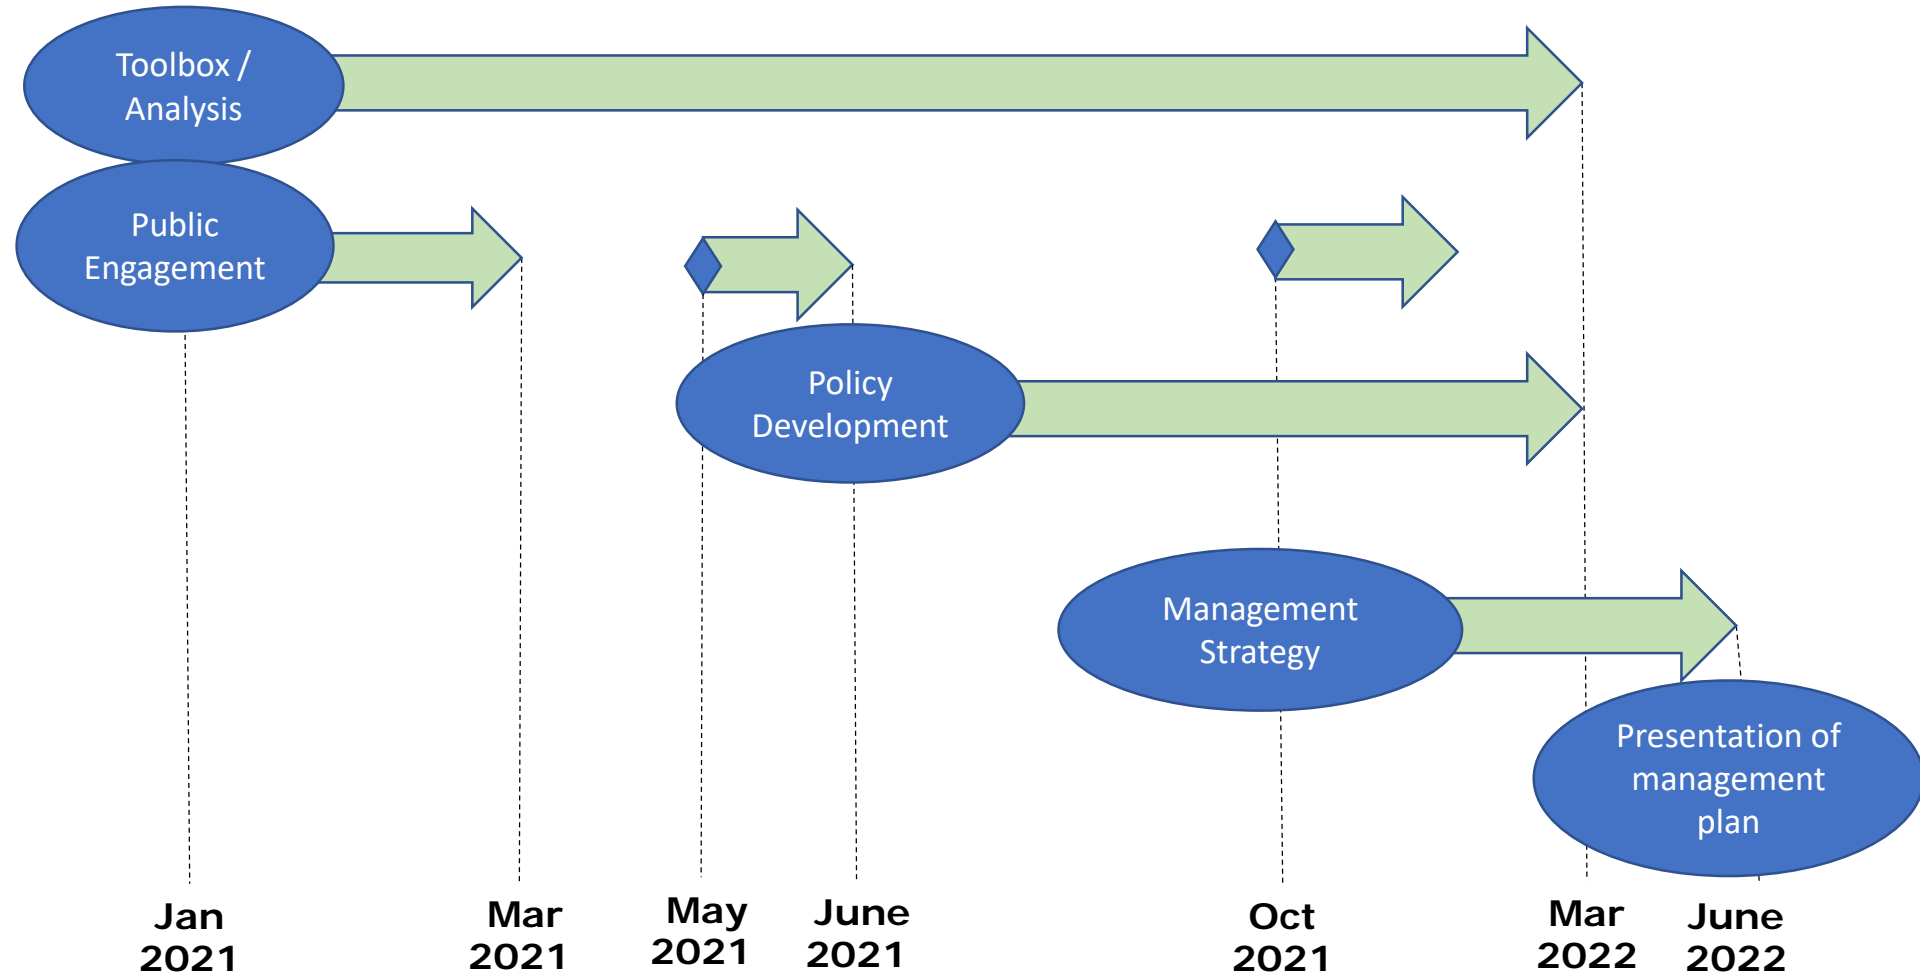 Toolbox /
Analysis
Public
Engagement
Policy
Development
Management
Strategy
Presentation of
management
plan
Jan
2021
Mar
2021
May
2021
June
2021
Oct
2021
Mar
2022
June
2022